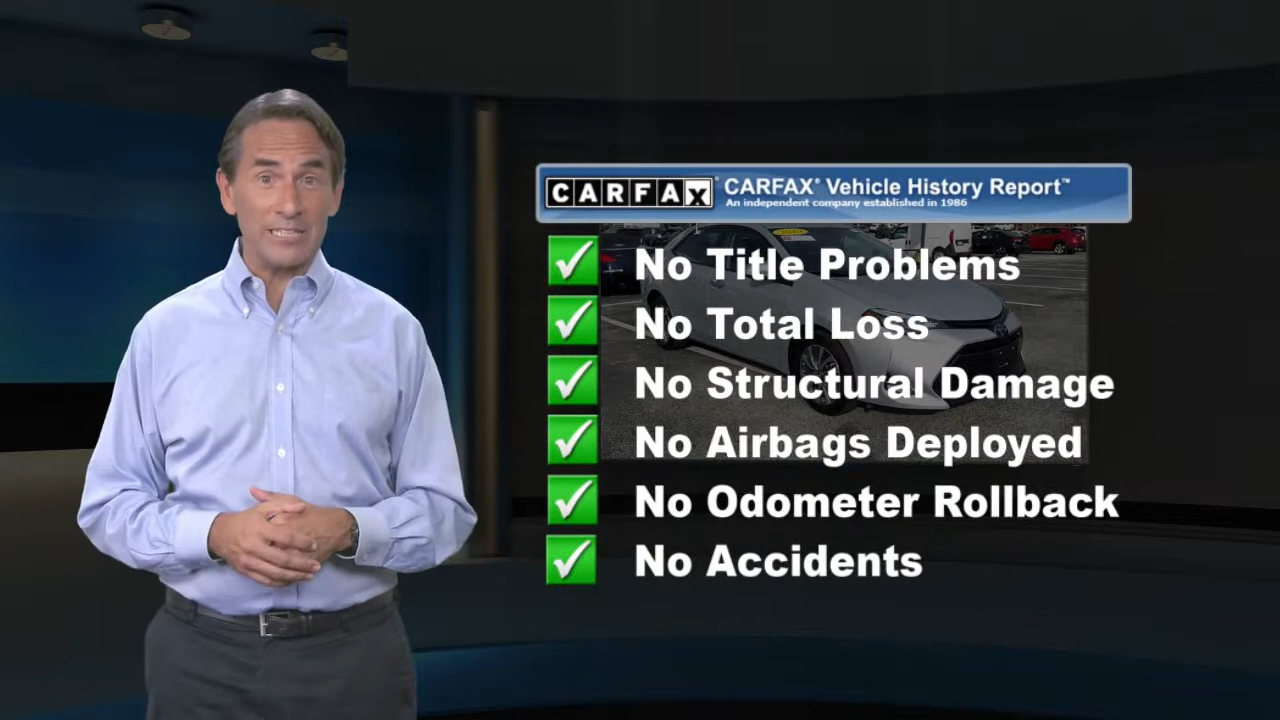 CARFAX® CARFAX® Vehicle History Report™
An independent company established in 1986
No Title Problems
No Total Loss
No Structural Damage
No Airbags Deployed
No Odometer Rollback
No Accidents